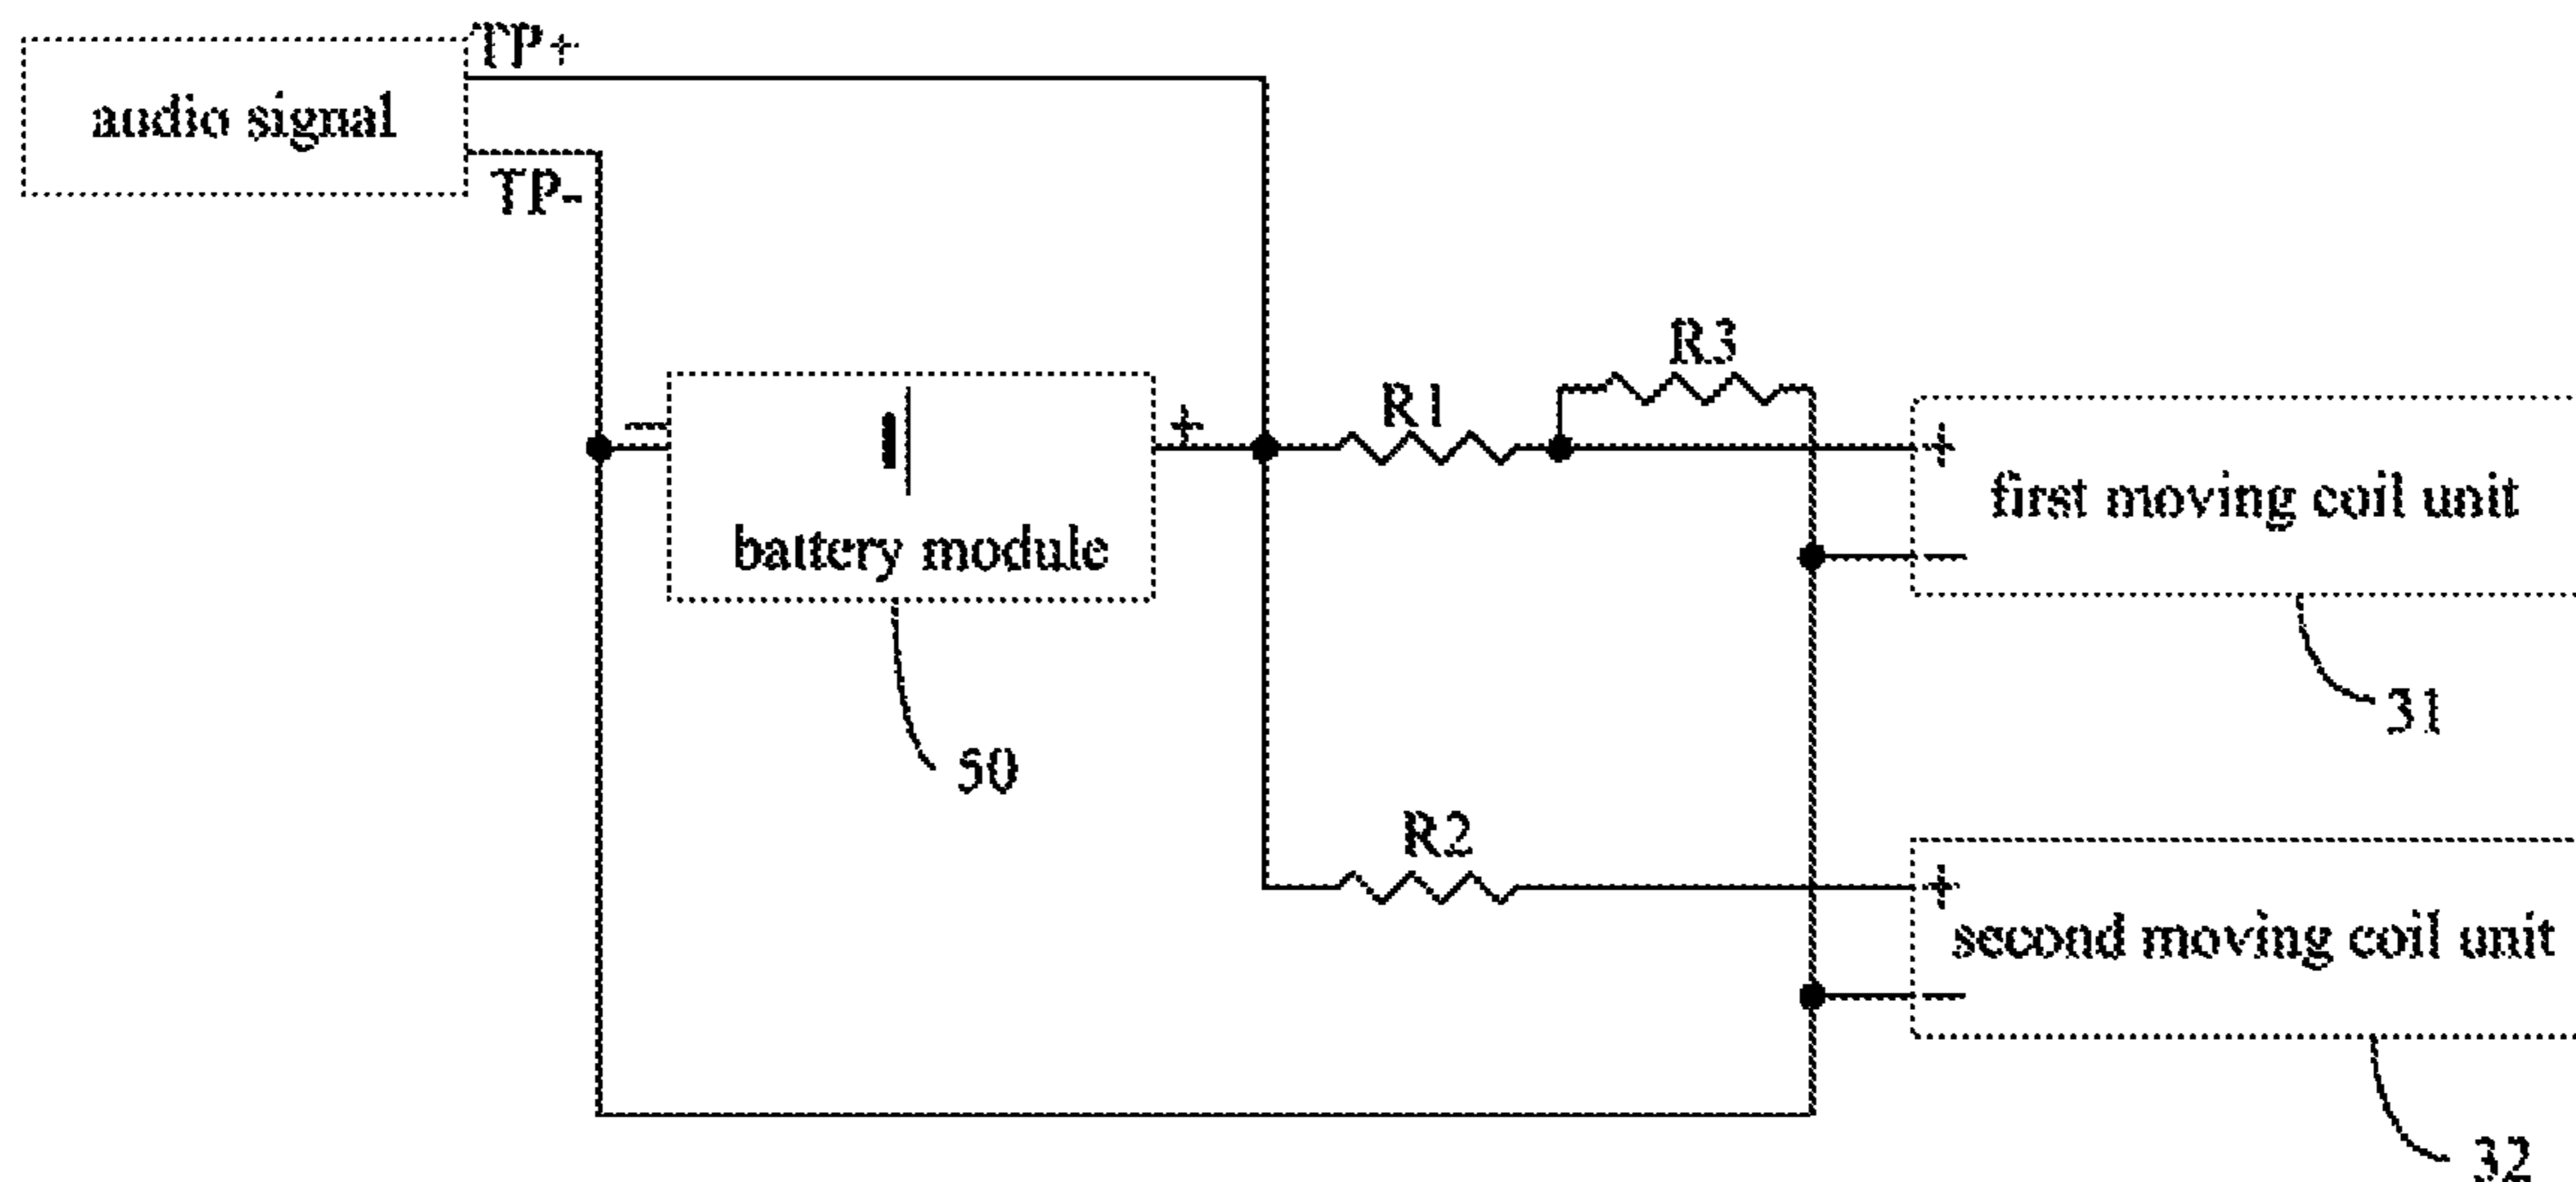 TP+
audio signal
TP-
R3
R1
+
+
first moving coil unit
−
−
battery module
31
50
R2
+
second moving coil unit
−
32